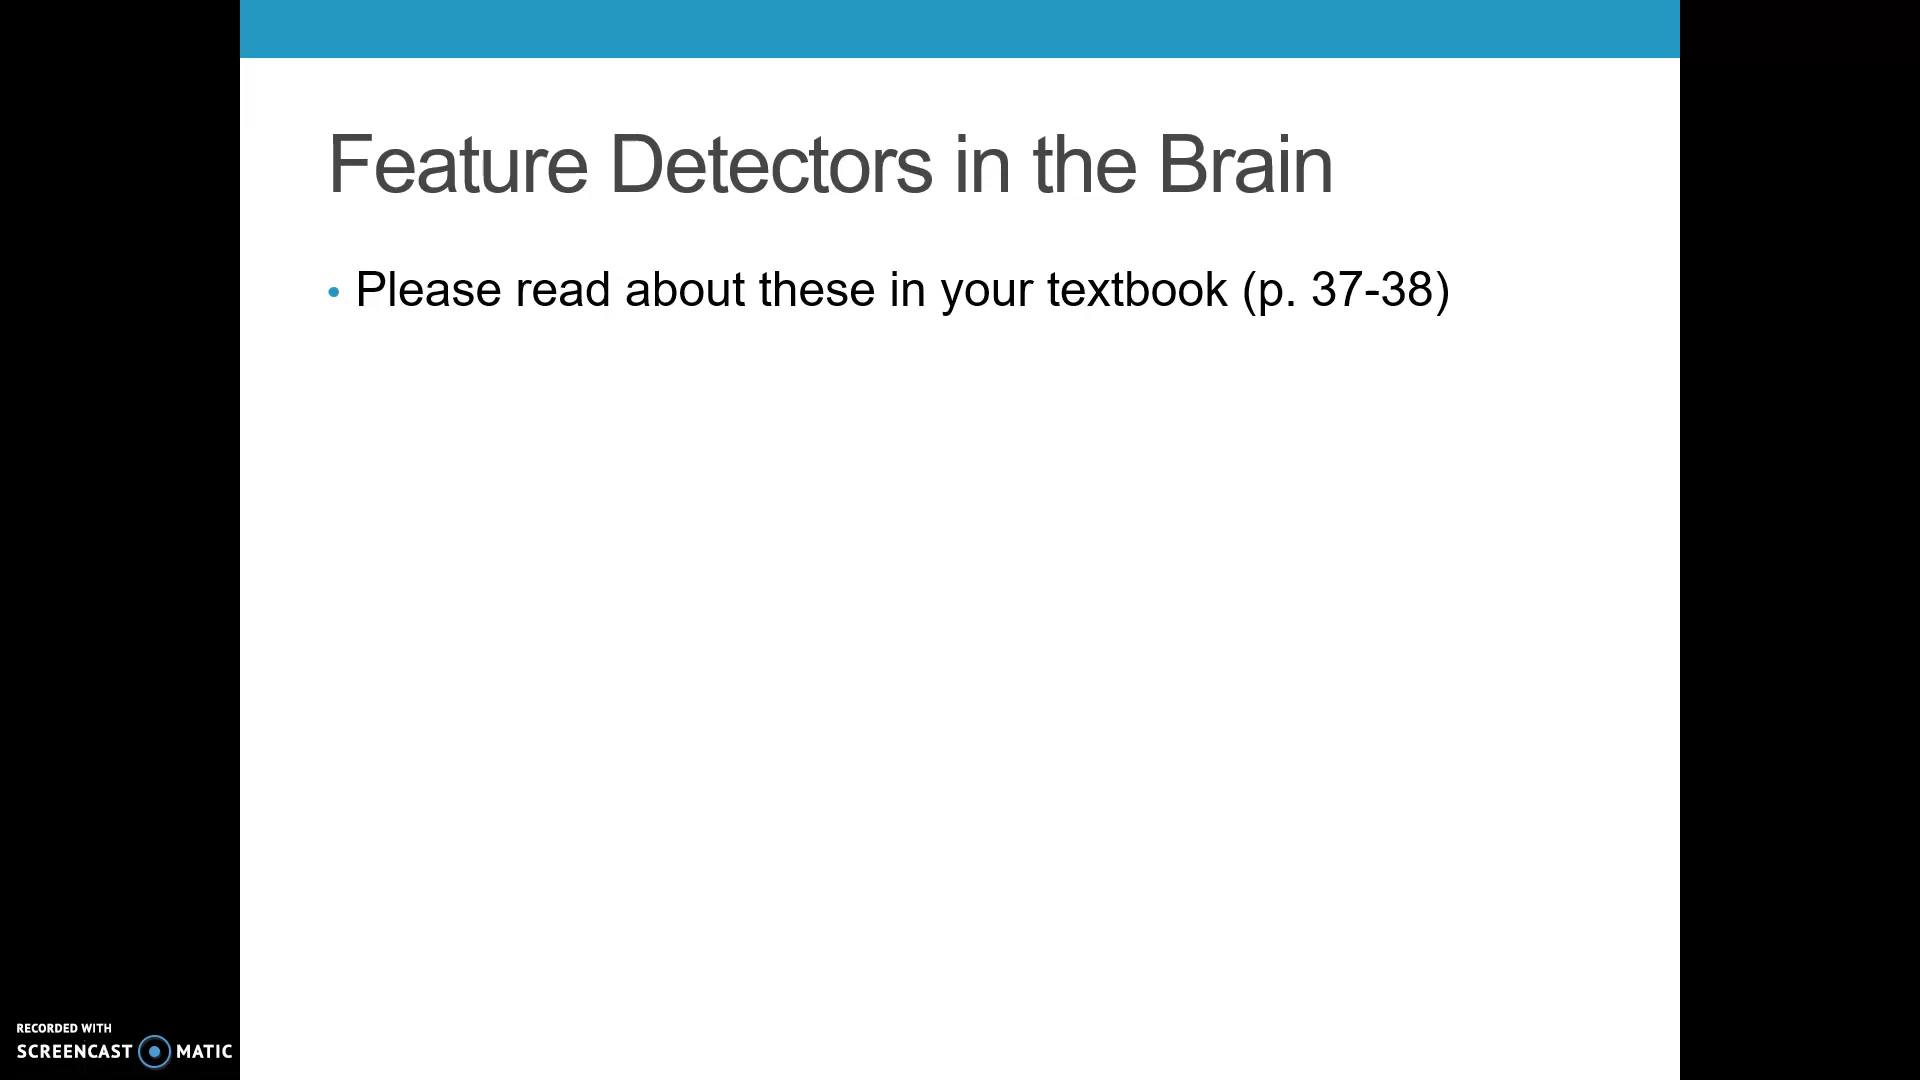 Feature Detectors in the Brain
• Please read about these in your textbook (p. 37-38)
RECORDED WITH
SCREENCAST MATIC